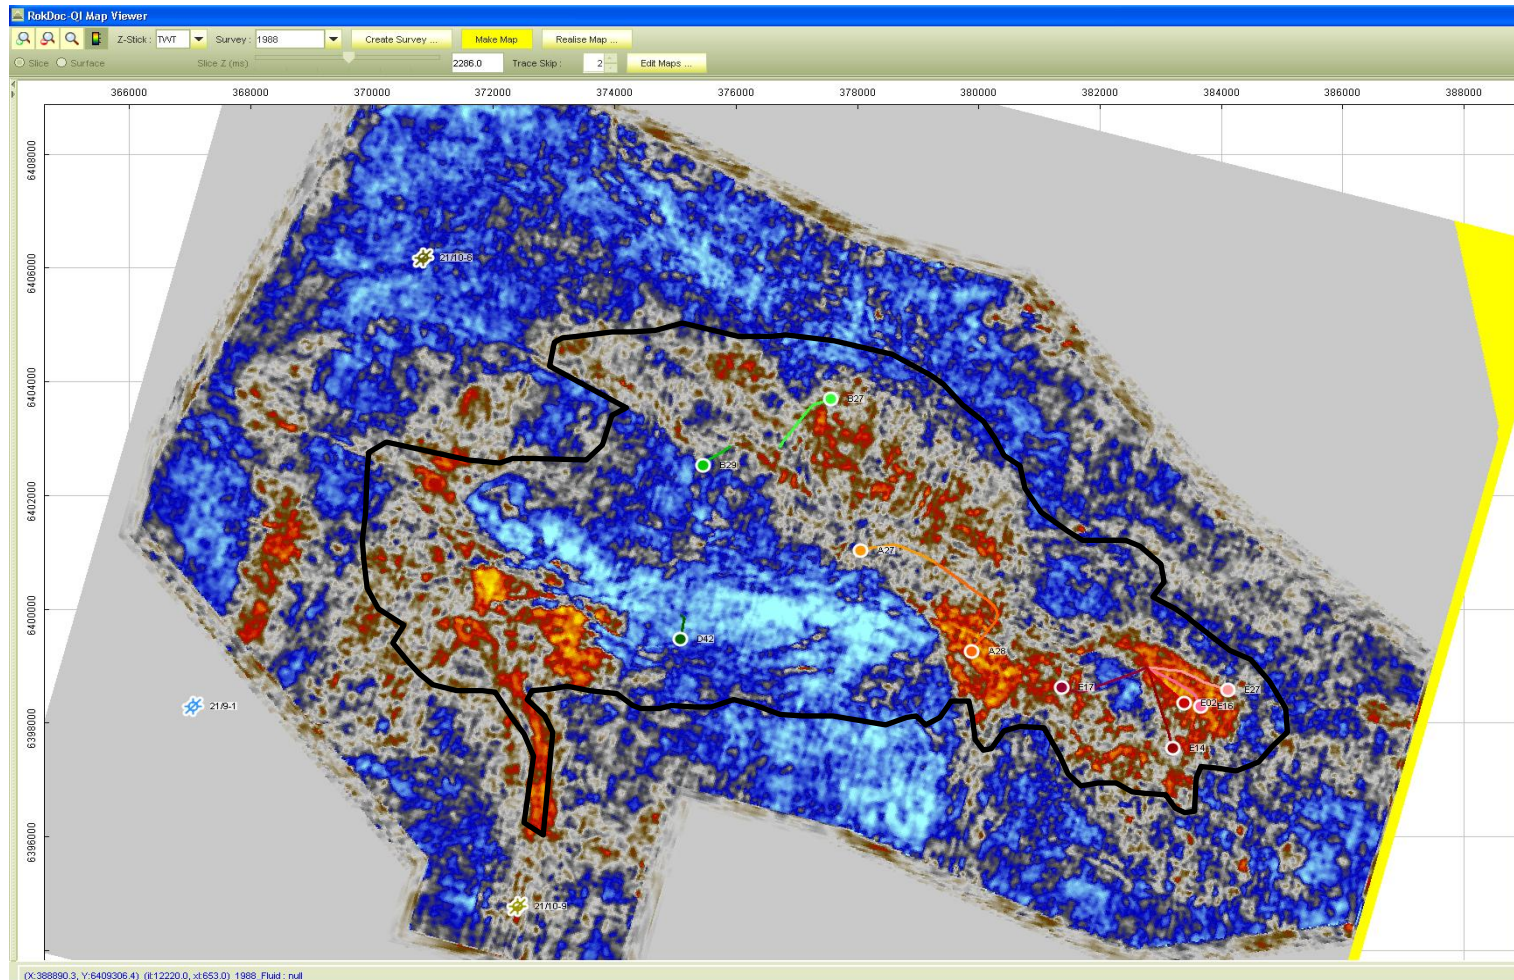 RokDoc-QI Map Viewer
Z-Stick : TWT Survey : 1988 Create Survey ... Make Map Realise Map ...
Slice Surface Slice Z (ms) 2286.0 Trace Skip : 2 Edit Maps ...
366000 368000 370000 372000 374000 376000 378000 380000 382000 384000 386000 388000
6408000
6406000
21/10-6
6404000
B27
B29
6402000
A27
6400000
D42
A28
E17
E27
E02
E16
21/9-1
6398000
E14
6396000
21/10-9
(X:388890.3, Y:6409306.4) (il:12220.0, xl:653.0) 1988_Fluid : null